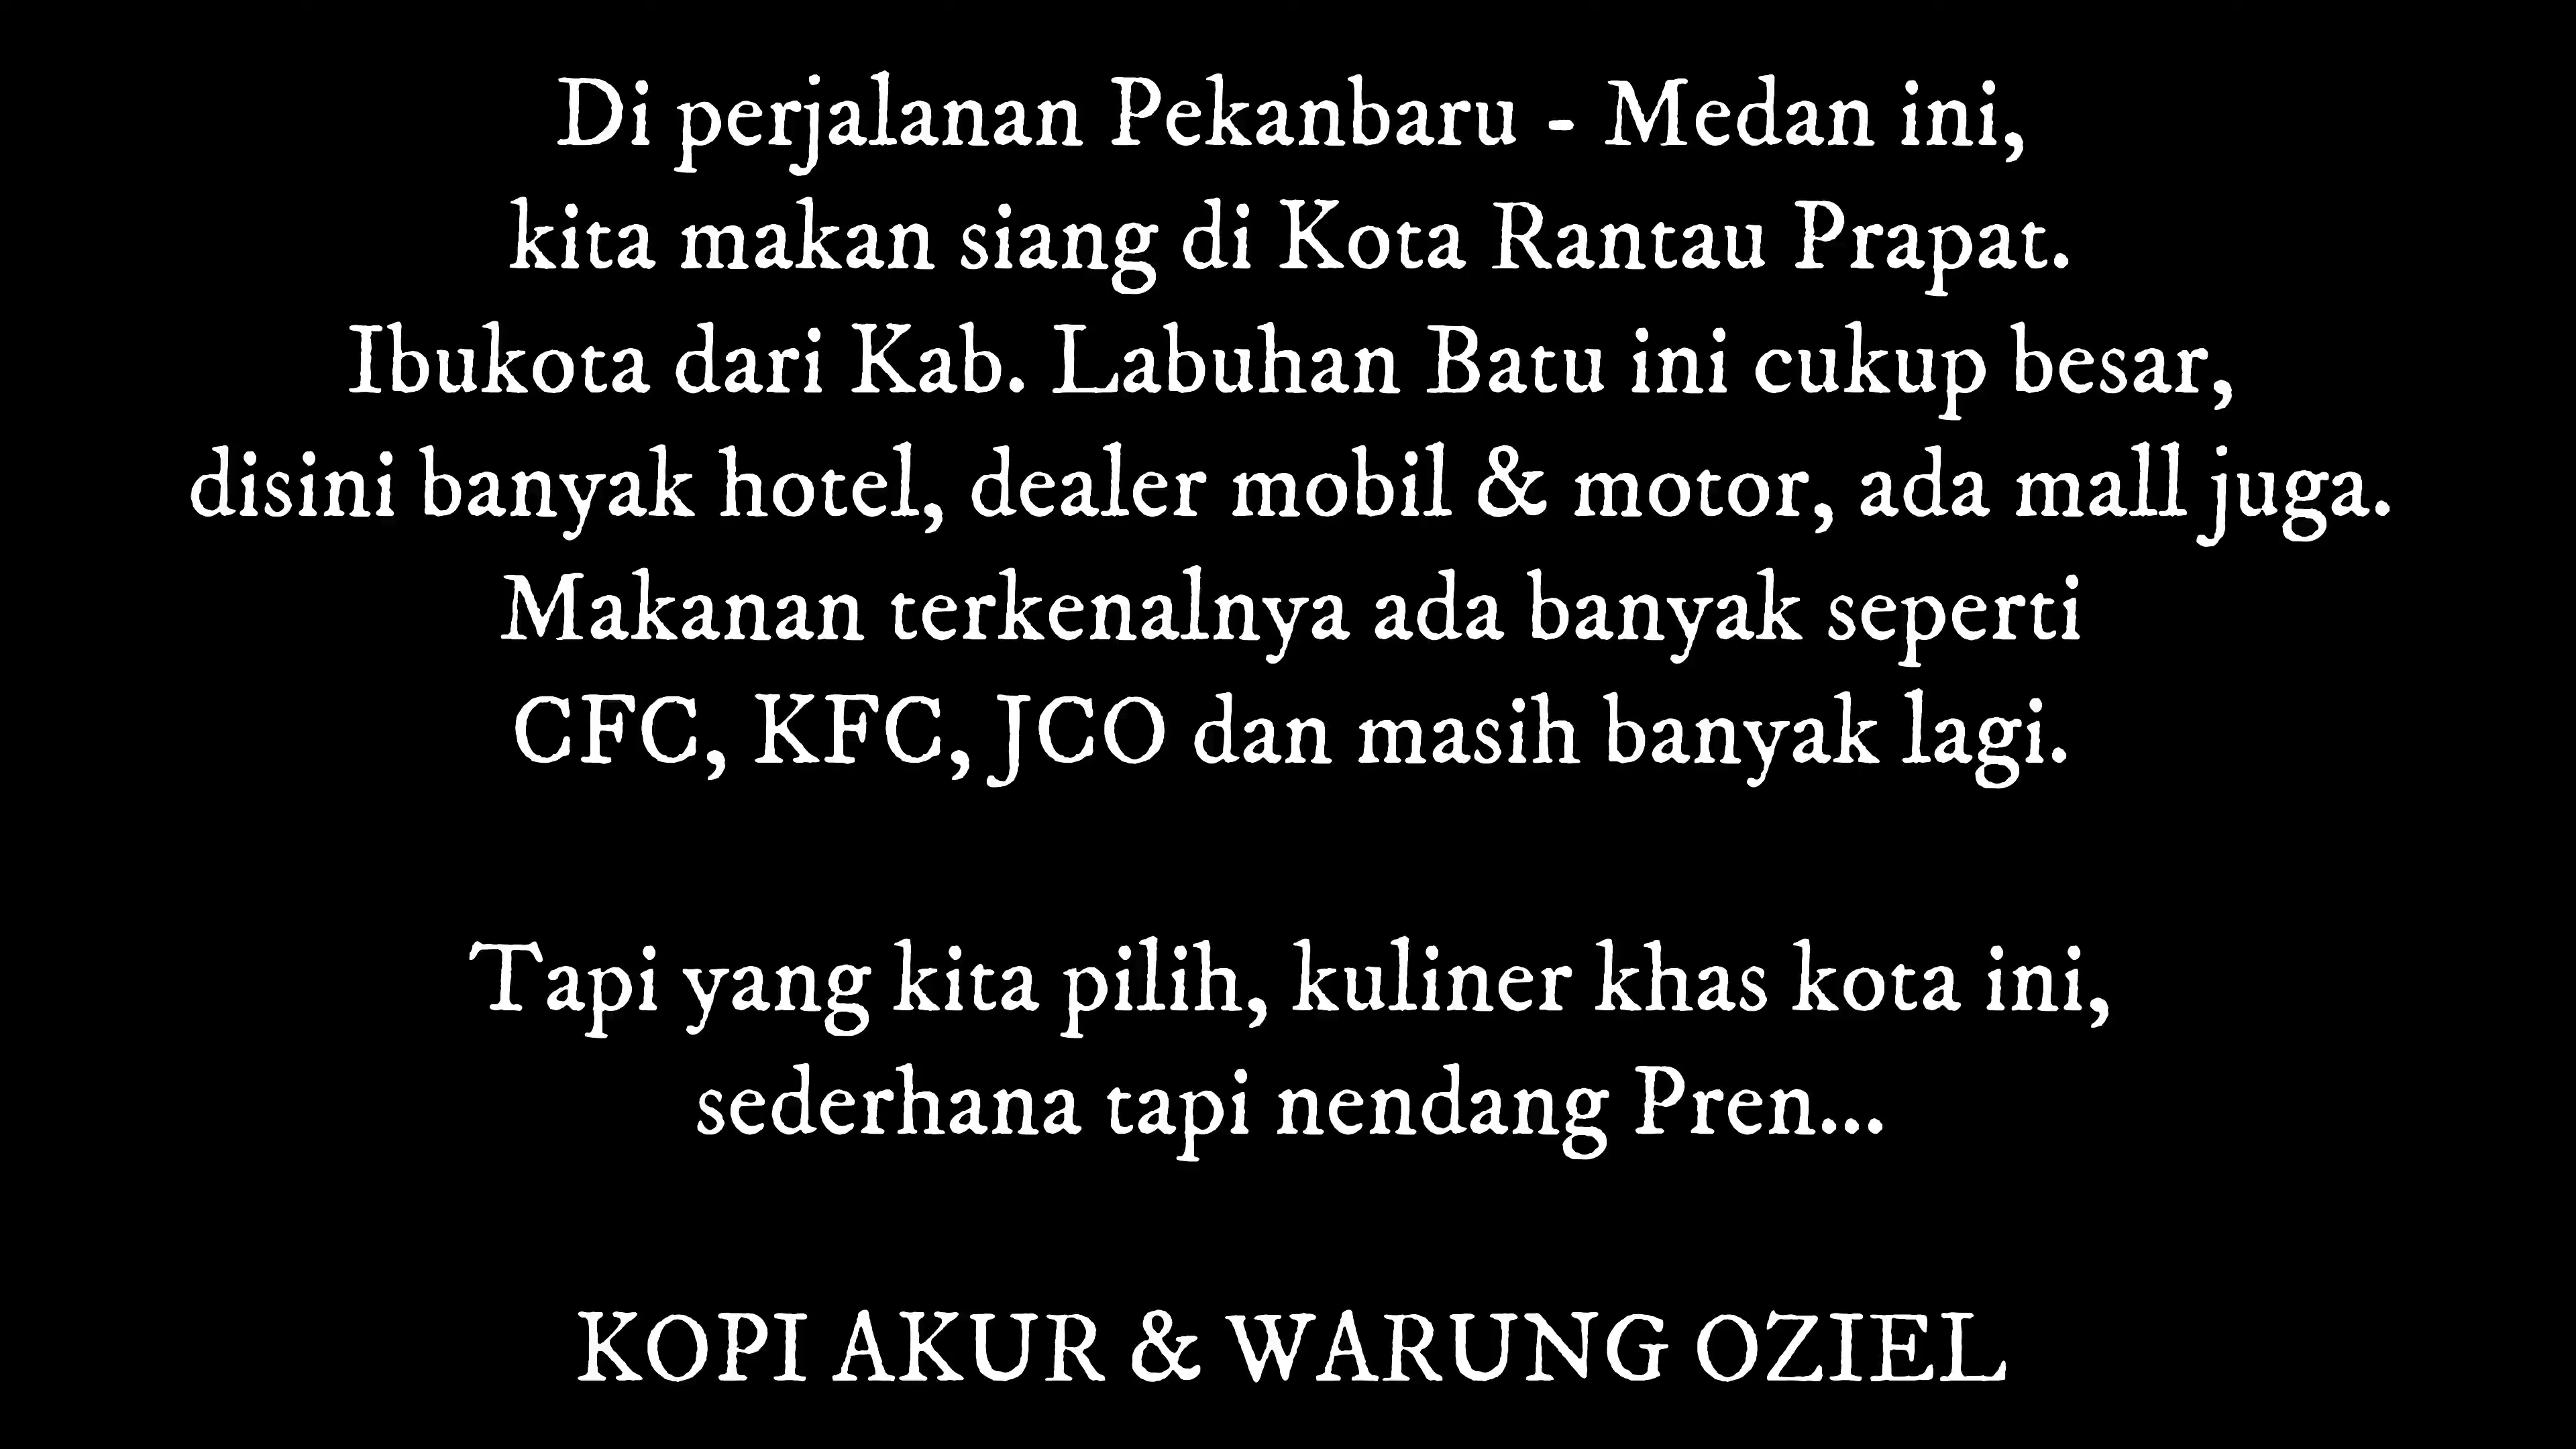 Di perjalanan Pekanbaru - Medan ini,
kita makan siang di Kota Rantau Prapat.
Ibukota dari Kab. Labuhan Batu ini cukup besar,
disini banyak hotel, dealer mobil & motor, ada mall juga.
Makanan terkenalnya ada banyak seperti
CFC, KFC, JCO dan masih banyak lagi.
Tapi yang kita pilih, kuliner khas kota ini,
sederhana tapi nendang Pren...
KOPI AKUR & WARUNG OZIEL